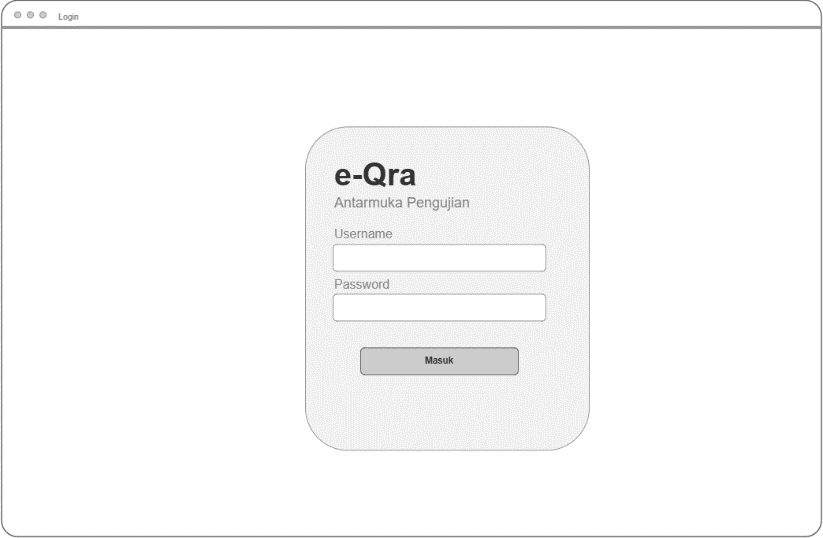 Login
e-Qra
Antarmuka Pengujian
Username
Password
Masuk